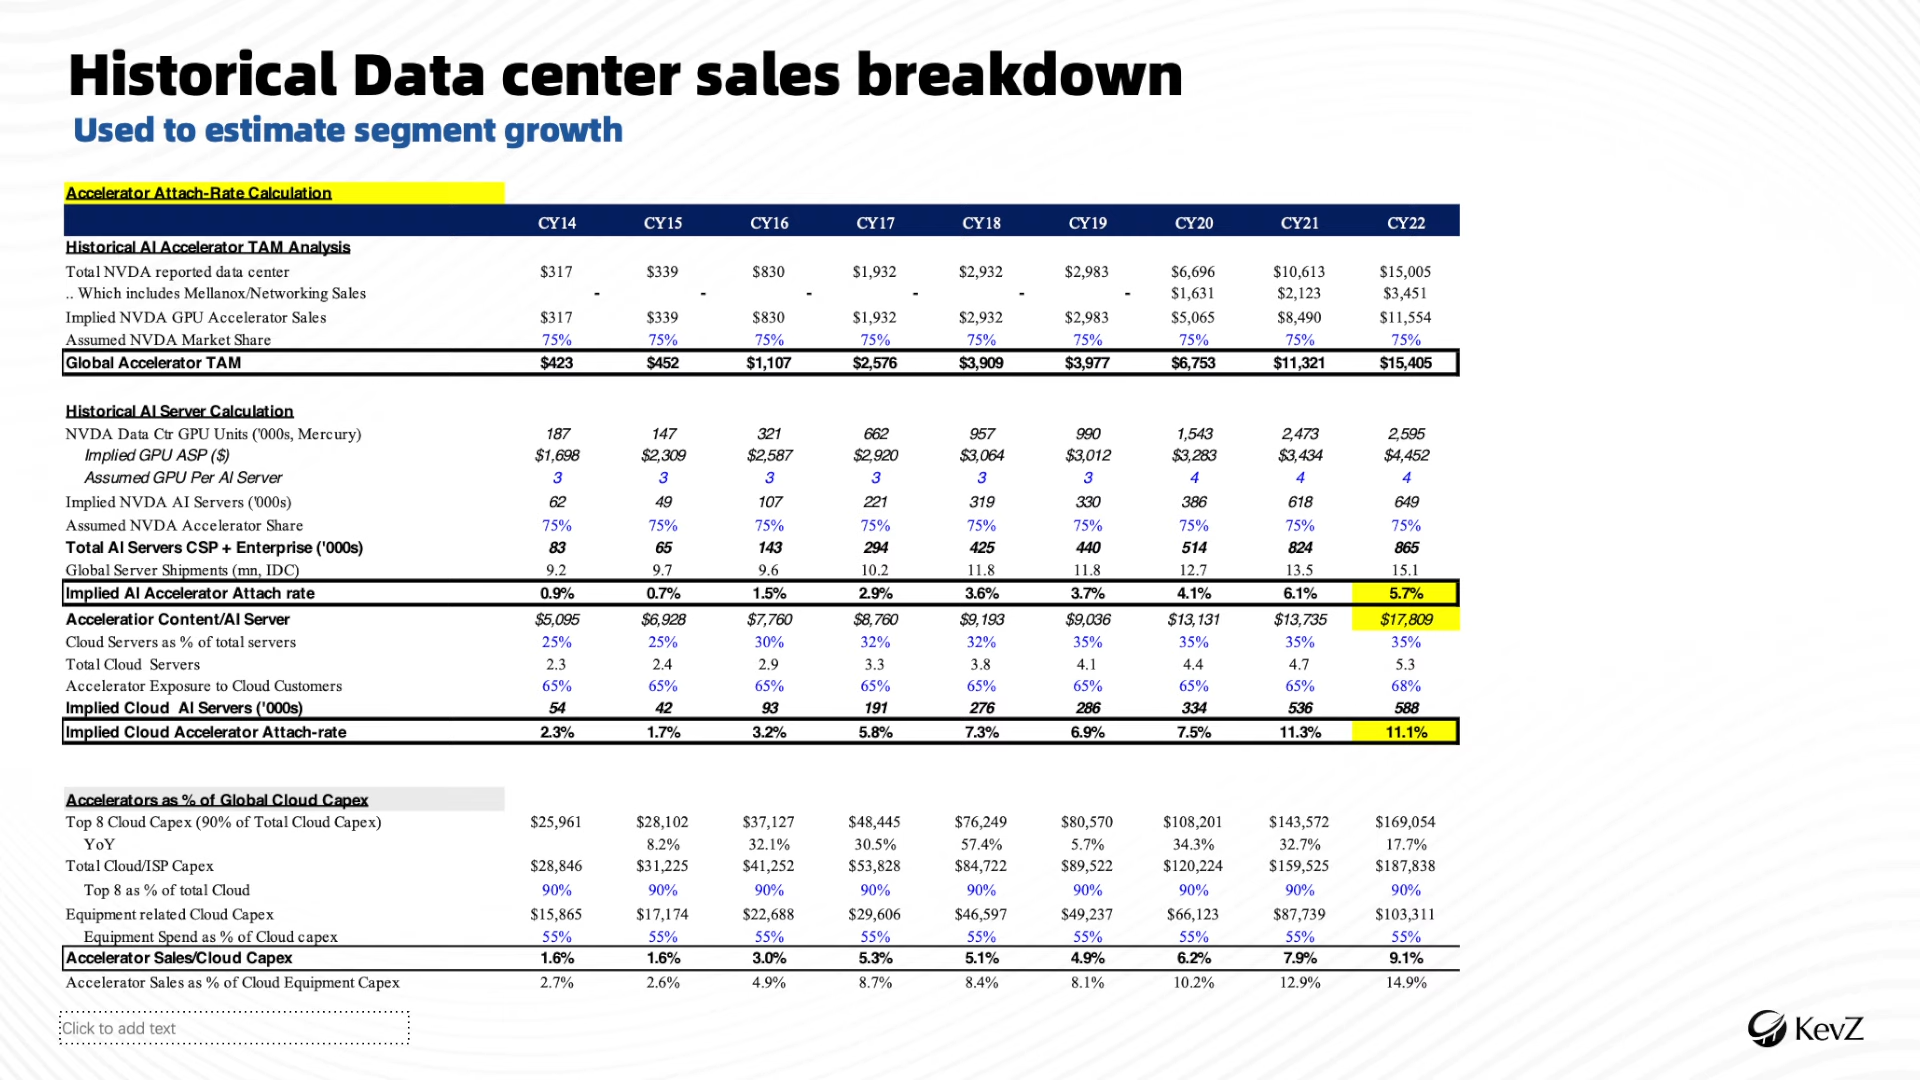 Historical Data center sales breakdown
Used to estimate segment growth
Accelerator Attach-Rate Calculation
CY14 CY15 CY16 CY17 CY18 CY19 CY20 CY21 CY22
Historical AI Accelerator TAM Analysis
Total NVDA reported data center $317 $339 $830 $1,932 $2,932 $2,983 $6,696 $10,613 $15,005
.. Which includes Mellanox/Networking Sales - - - - - - $1,631 $2,123 $3,451
Implied NVDA GPU Accelerator Sales $317 $339 $830 $1,932 $2,932 $2,983 $5,065 $8,490 $11,554
Assumed NVDA Market Share 75% 75% 75% 75% 75% 75% 75% 75% 75%
Global Accelerator TAM $423 $452 $1,107 $2,576 $3,909 $3,977 $6,753 $11,321 $15,405
Historical AI Server Calculation
NVDA Data Ctr GPU Units ('000s, Mercury) 187 147 321 662 957 990 1,543 2,473 2,595
Implied GPU ASP ($) $1,698 $2,309 $2,587 $2,920 $3,064 $3,012 $3,283 $3,434 $4,452
Assumed GPU Per AI Server 3 3 3 3 3 3 4 4 4
Implied NVDA AI Servers ('000s) 62 49 107 221 319 330 386 618 649
Assumed NVDA Accelerator Share 75% 75% 75% 75% 75% 75% 75% 75% 75%
Total AI Servers CSP + Enterprise ('000s) 83 65 143 294 425 440 514 824 865
Global Server Shipments (mn, IDC) 9.2 9.7 9.6 10.2 11.8 11.8 12.7 13.5 15.1
Implied AI Accelerator Attach rate 0.9% 0.7% 1.5% 2.9% 3.6% 3.7% 4.1% 6.1% 5.7%
Acceleratior Content/AI Server $5,095 $6,928 $7,760 $8,760 $9,193 $9,036 $13,131 $13,735 $17,809
Cloud Servers as % of total servers 25% 25% 30% 32% 32% 35% 35% 35% 35%
Total Cloud Servers 2.3 2.4 2.9 3.3 3.8 4.1 4.4 4.7 5.3
Accelerator Exposure to Cloud Customers 65% 65% 65% 65% 65% 65% 65% 65% 68%
Implied Cloud AI Servers ('000s) 54 42 93 191 276 286 334 536 588
Implied Cloud Accelerator Attach-rate 2.3% 1.7% 3.2% 5.8% 7.3% 6.9% 7.5% 11.3% 11.1%
Accelerators as % of Global Cloud Capex
Top 8 Cloud Capex (90% of Total Cloud Capex) $25,961 $28,102 $37,127 $48,445 $76,249 $80,570 $108,201 $143,572 $169,054
YoY 8.2% 32.1% 30.5% 57.4% 5.7% 34.3% 32.7% 17.7%
Total Cloud/ISP Capex $28,846 $31,225 $41,252 $53,828 $84,722 $89,522 $120,224 $159,525 $187,838
Top 8 as % of total Cloud 90% 90% 90% 90% 90% 90% 90% 90% 90%
Equipment related Cloud Capex $15,865 $17,174 $22,688 $29,606 $46,597 $49,237 $66,123 $87,739 $103,311
Equipment Spend as % of Cloud capex 55% 55% 55% 55% 55% 55% 55% 55% 55%
Accelerator Sales/Cloud Capex 1.6% 1.6% 3.0% 5.3% 5.1% 4.9% 6.2% 7.9% 9.1%
Accelerator Sales as % of Cloud Equipment Capex 2.7% 2.6% 4.9% 8.7% 8.4% 8.1% 10.2% 12.9% 14.9%
Click to add text
KevZ